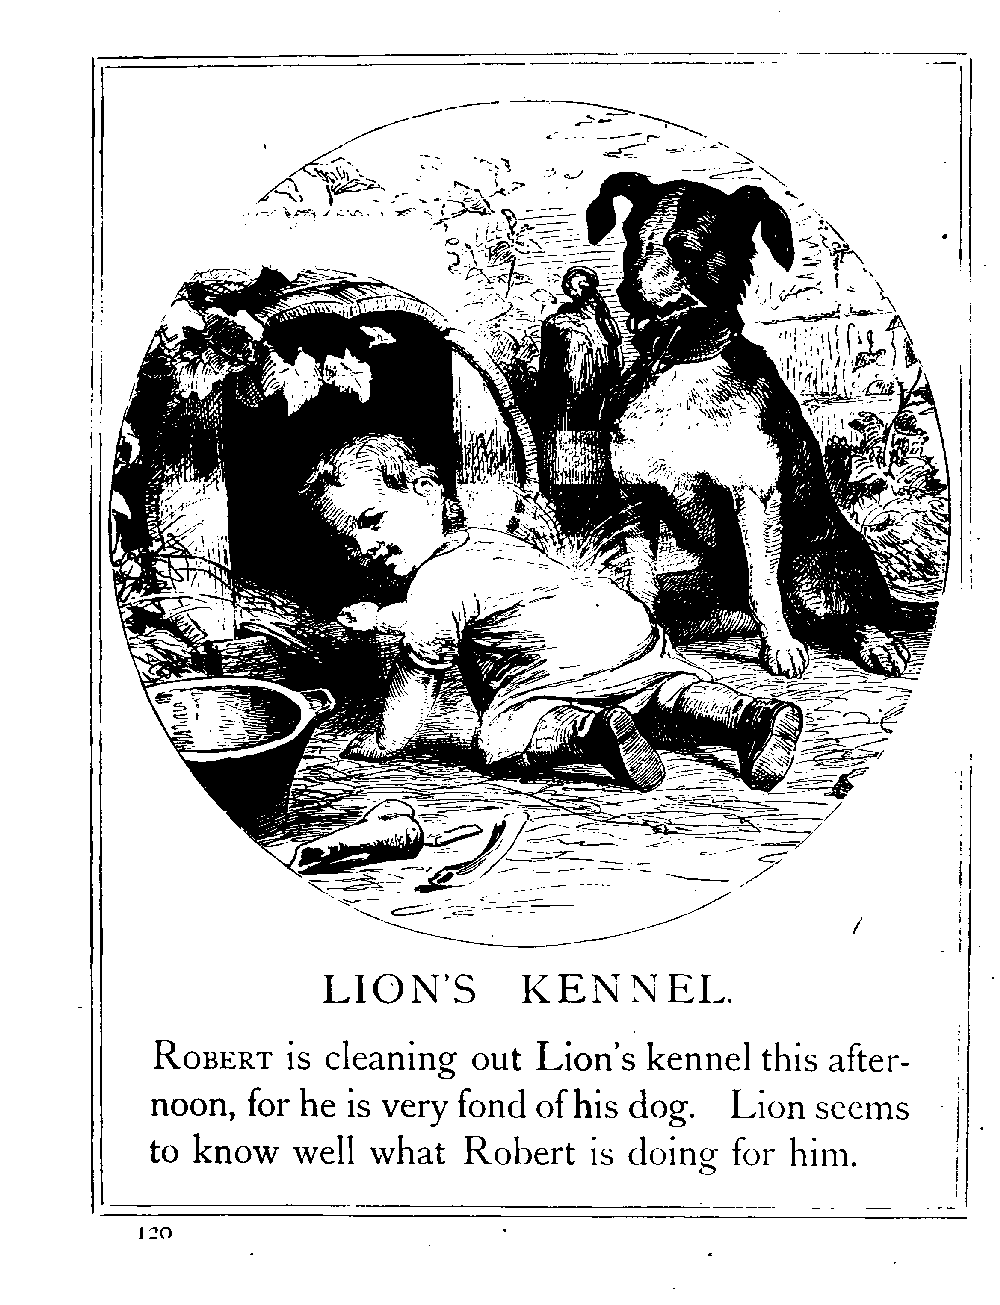 LION'S KENNEL.
ROBERT is cleaning out Lion's kennel this after-
noon, for he is very fond of his dog. Lion seems
to know well what Robert is doing for him.
120